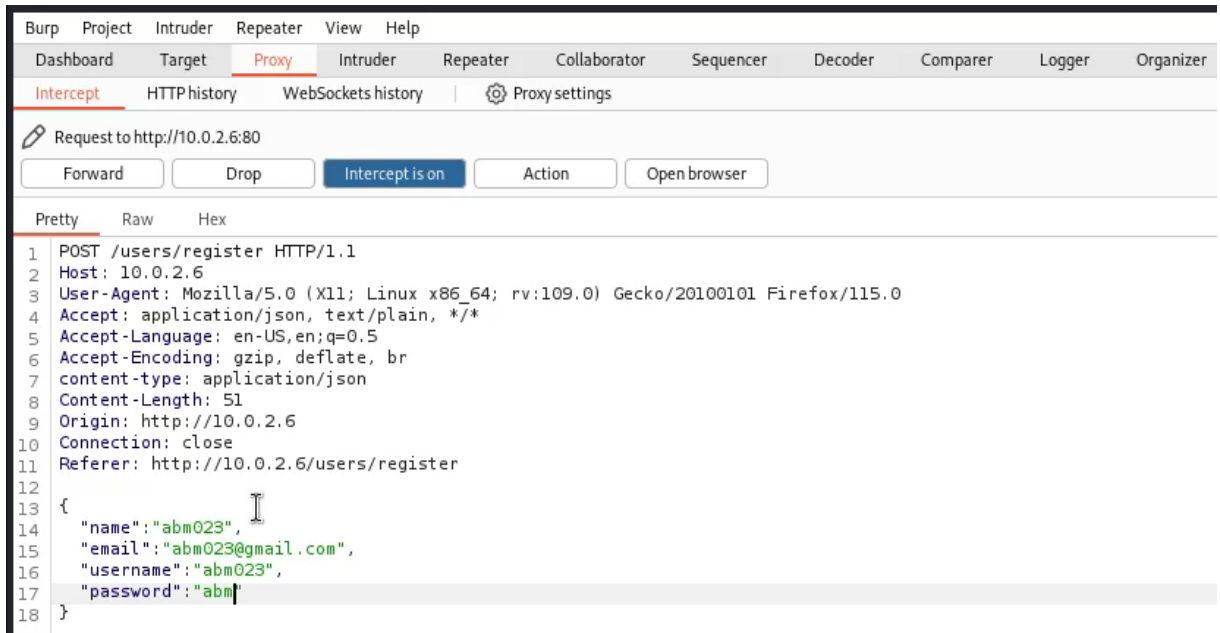 Burp Project Intruder Repeater View Help
Dashboard Target Proxy Intruder Repeater Collaborator Sequencer Decoder Comparer Logger Organizer
Intercept HTTP history WebSockets history Proxy settings
Request to http://10.0.2.6:80
Forward Drop Intercept is on Action Open browser
Pretty Raw Hex
1 POST /users/register HTTP/1.1
2 Host: 10.0.2.6
3 User-Agent: Mozilla/5.0 (X11; Linux x86_64; rv:109.0) Gecko/20100101 Firefox/115.0
4 Accept: application/json, text/plain, */*
5 Accept-Language: en-US,en;q=0.5
6 Accept-Encoding: gzip, deflate, br
7 content-type: application/json
8 Content-Length: 51
9 Origin: http://10.0.2.6
10 Connection: close
11 Referer: http://10.0.2.6/users/register
12
13 {
14 "name":"abm023",
15 "email":"abm023@gmail.com",
16 "username":"abm023",
17 "password":"abm"
18 }